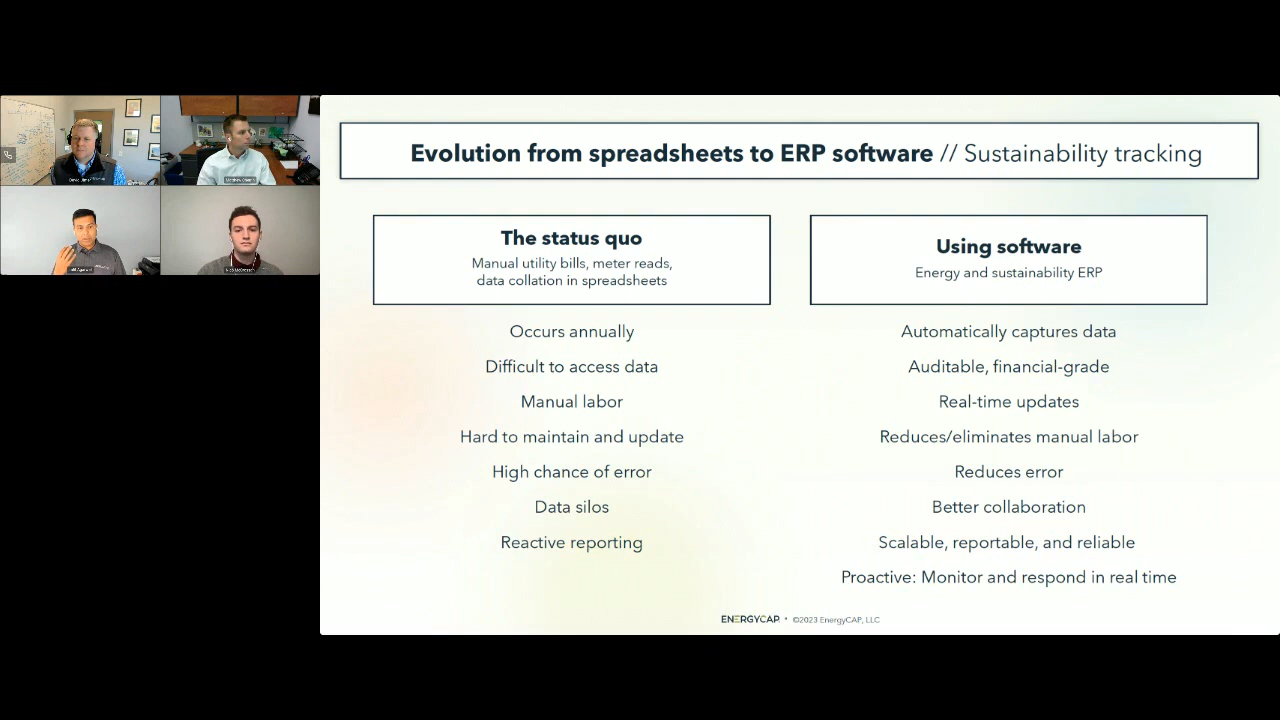 Evolution from spreadsheets to ERP software // Sustainability tracking
The status quo
Manual utility bills, meter reads,
data collation in spreadsheets
Occurs annually
Difficult to access data
Manual labor
Hard to maintain and update
High chance of error
Data silos
Reactive reporting
Using software
Energy and sustainability ERP
Automatically captures data
Auditable, financial-grade
Real-time updates
Reduces/eliminates manual labor
Reduces error
Better collaboration
Scalable, reportable, and reliable
Proactive: Monitor and respond in real time
ENERGYCAP • ©2023 EnergyCAP, LLC